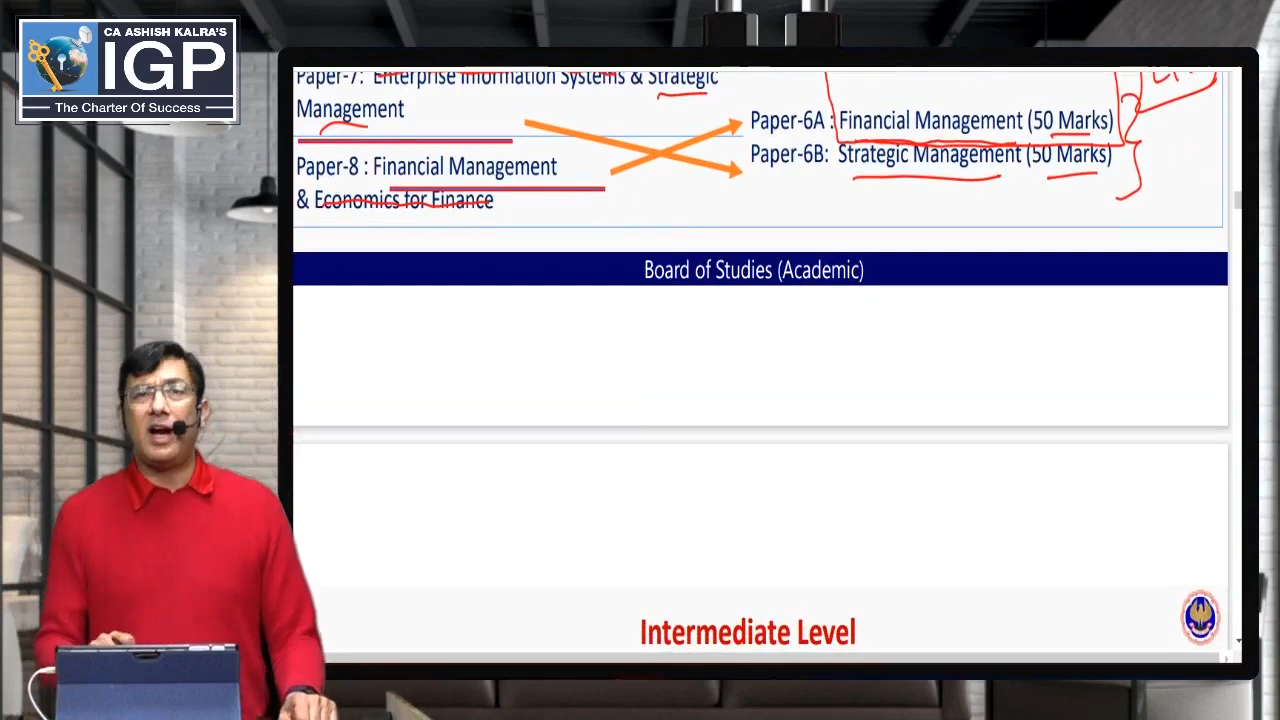 CA ASHISH KALRA'S
IGP
The Charter Of Success
Paper-7: Enterprise Information Systems & Strategic
Management
Paper-8 : Financial Management
& Economics for Finance
Paper-6A : Financial Management (50 Marks)
Paper-6B: Strategic Management (50 Marks)
Board of Studies (Academic)
Intermediate Level